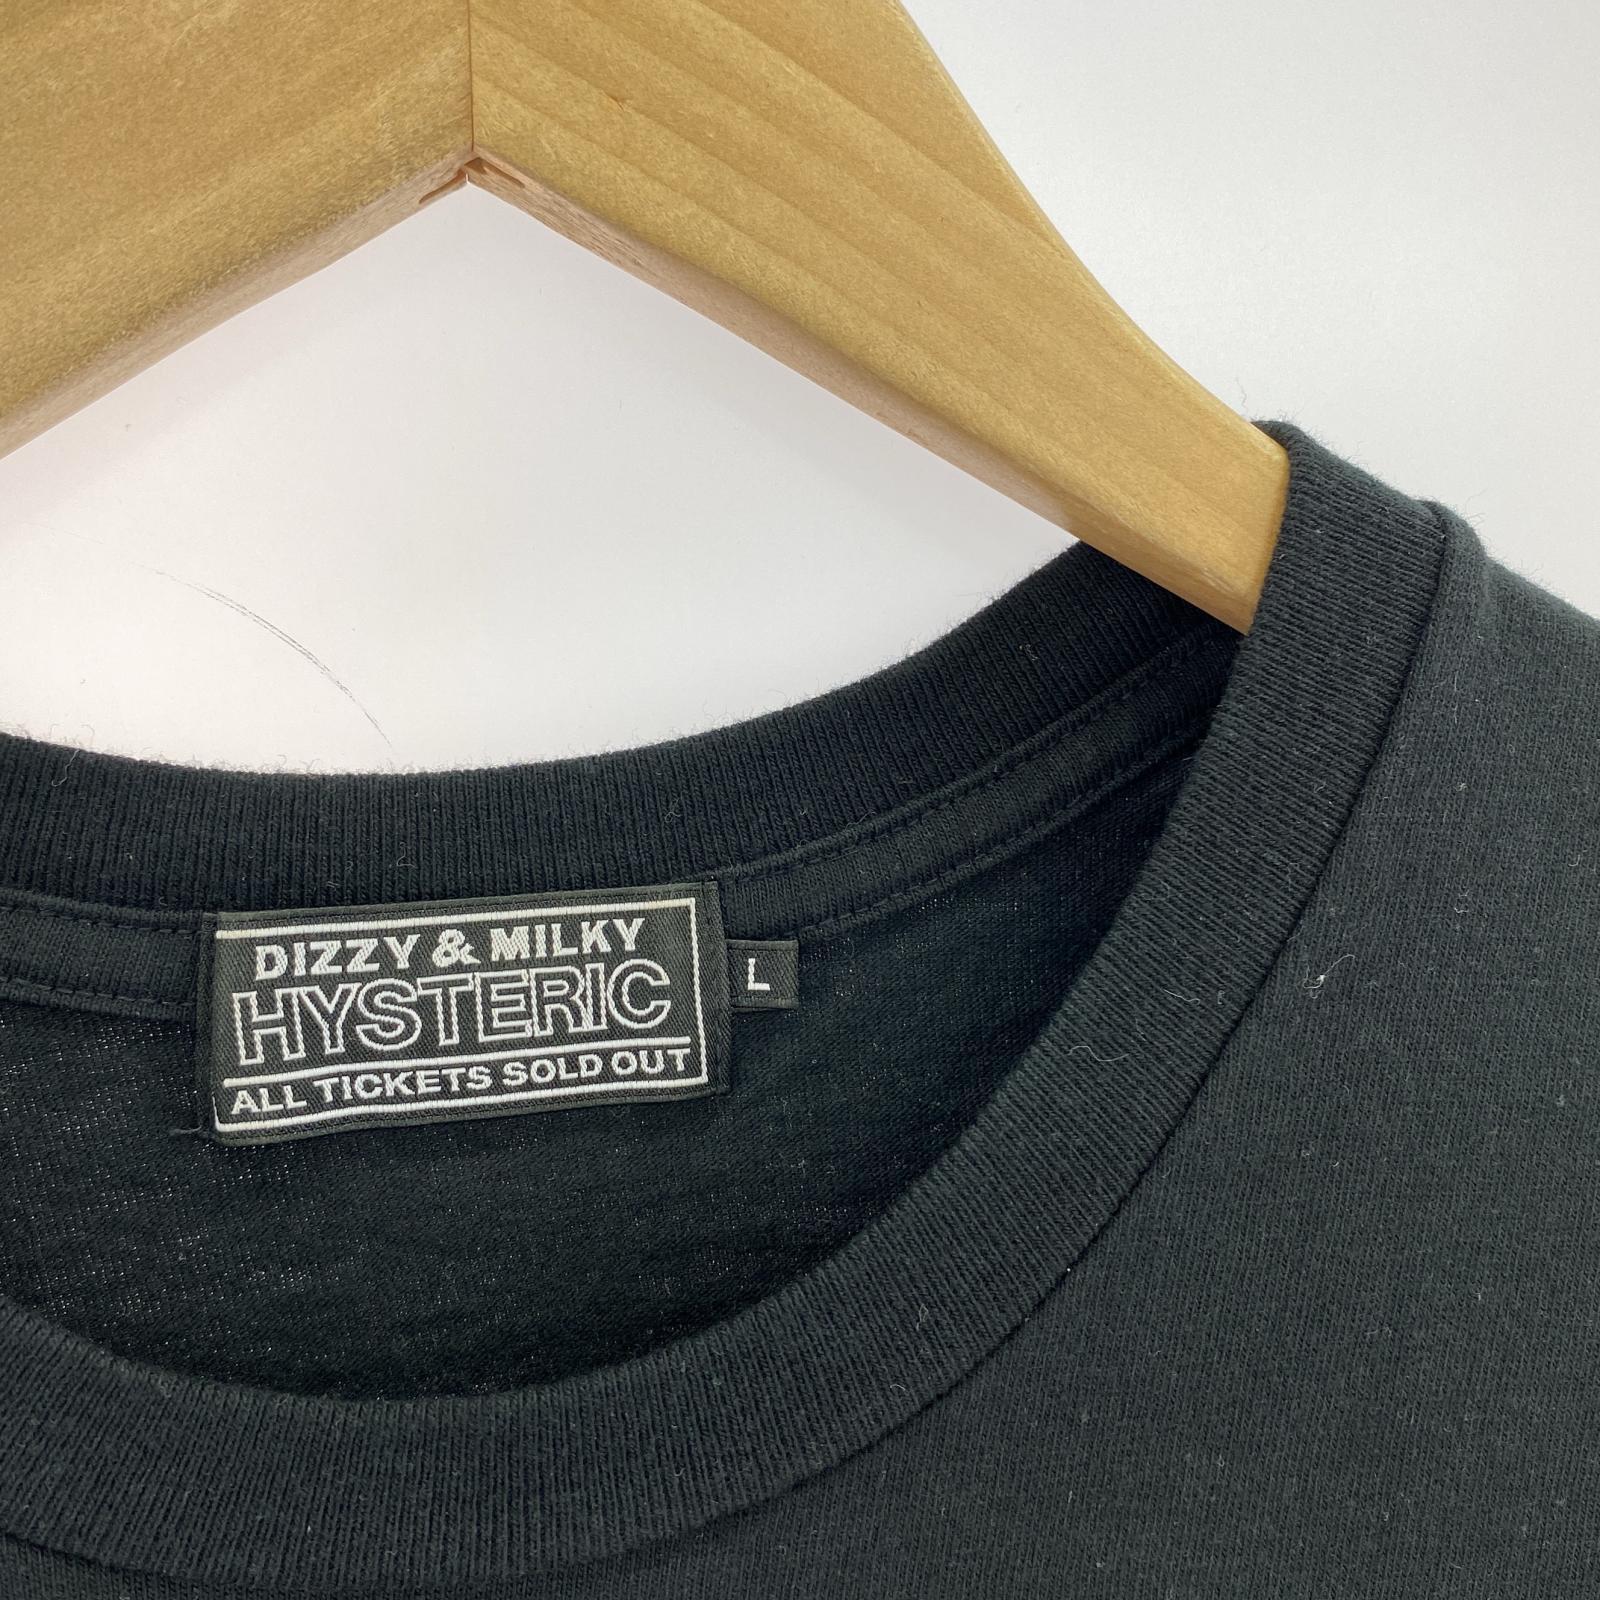 DIZZY & MILKY
HYSTERIC
ALL TICKETS SOLD OUT
L